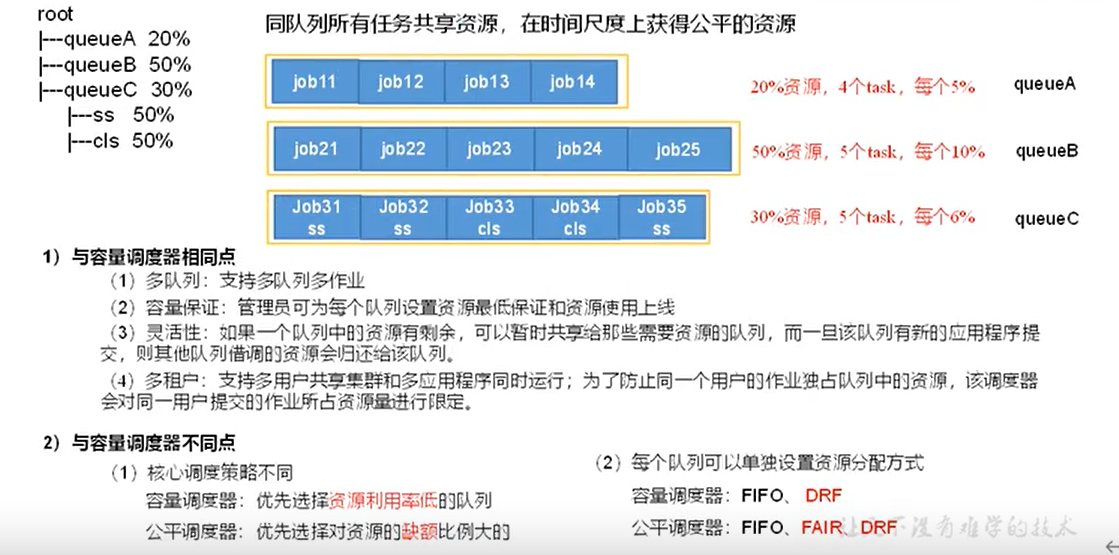 root
|---queueA 20%
|---queueB 50%
|---queueC 30%
|---ss 50%
|---cls 50%
同队列所有任务共享资源，在时间尺度上获得公平的资源
job11 job12 job13 job14
20%资源，4个task，每个5% queueA
job21 job22 job23 job24 job25
50%资源，5个task，每个10% queueB
Job31 Job32 Job33 Job34 Job35
ss ss cls cls ss
30%资源，5个task，每个6% queueC
1）与容量调度器相同点
（1）多队列：支持多队列多作业
（2）容量保证：管理员可为每个队列设置资源最低保证和资源使用上线
（3）灵活性：如果一个队列中的资源有剩余，可以暂时共享给那些需要资源的队列，而一旦该队列有新的应用程序提
交，则其他队列借调的资源会归还给该队列。
（4）多租户：支持多用户共享集群和多应用程序同时运行；为了防止同一个用户的作业独占队列中的资源，该调度器
会对同一用户提交的作业所占资源量进行限定。
2）与容量调度器不同点
（1）核心调度策略不同
容量调度器：优先选择资源利用率低的队列
公平调度器：优先选择对资源的缺额比例大的
（2）每个队列可以单独设置资源分配方式
容量调度器：FIFO、 DRF
公平调度器：FIFO、FAIR、DRF
让天下没有难学的技术